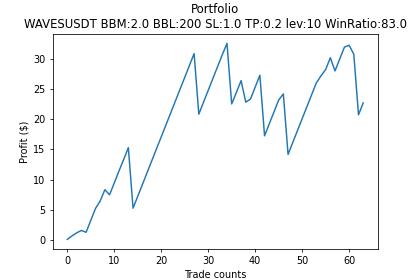 Portfolio
WAVESUSDT BBM:2.0 BBL:200 SL:1.0 TP:0.2 lev:10 WinRatio:83.0
Profit ($)
30
25
20
15
10
5
0
0 10 20 30 40 50 60
Trade counts